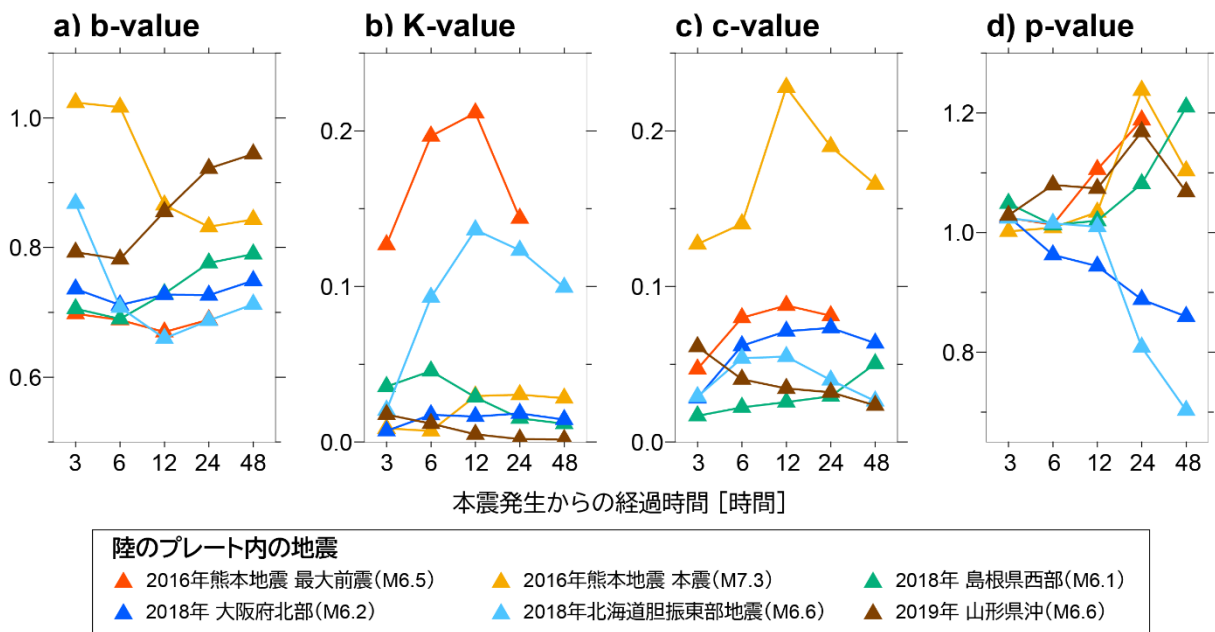 a) b-value
b) K-value
c) c-value
d) p-value
1.0
0.8
0.6
0.2
0.1
0.0
0.2
0.1
0.0
1.2
1.0
0.8
3 6 12 24 48
3 6 12 24 48
3 6 12 24 48
3 6 12 24 48
本震発生からの経過時間 [時間]
陸のプレート内の地震
2016年熊本地震 最大前震(M6.5)
2016年熊本地震 本震(M7.3)
2018年 島根県西部(M6.1)
2018年 大阪府北部(M6.2)
2018年北海道胆振東部地震(M6.6)
2019年 山形県沖(M6.6)